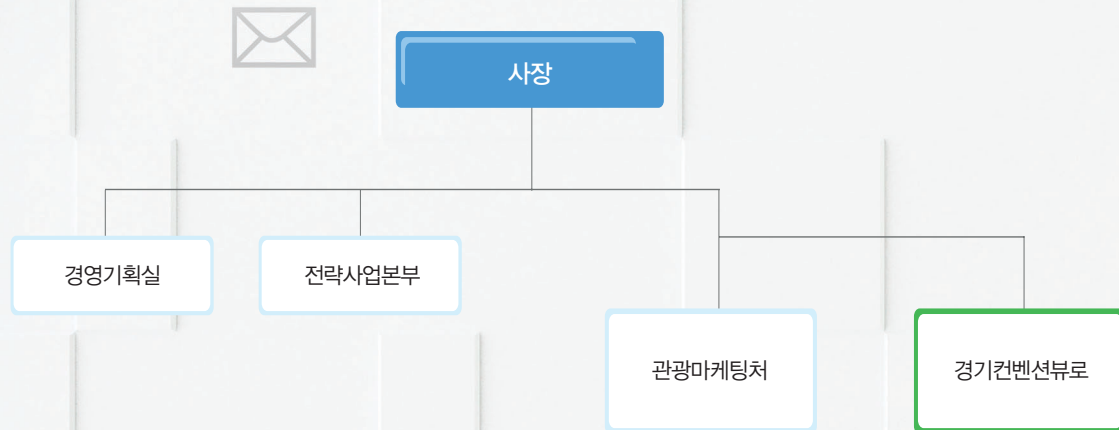 사장
경영기획실
전략사업본부
관광마케팅처
경기컨벤션뷰로